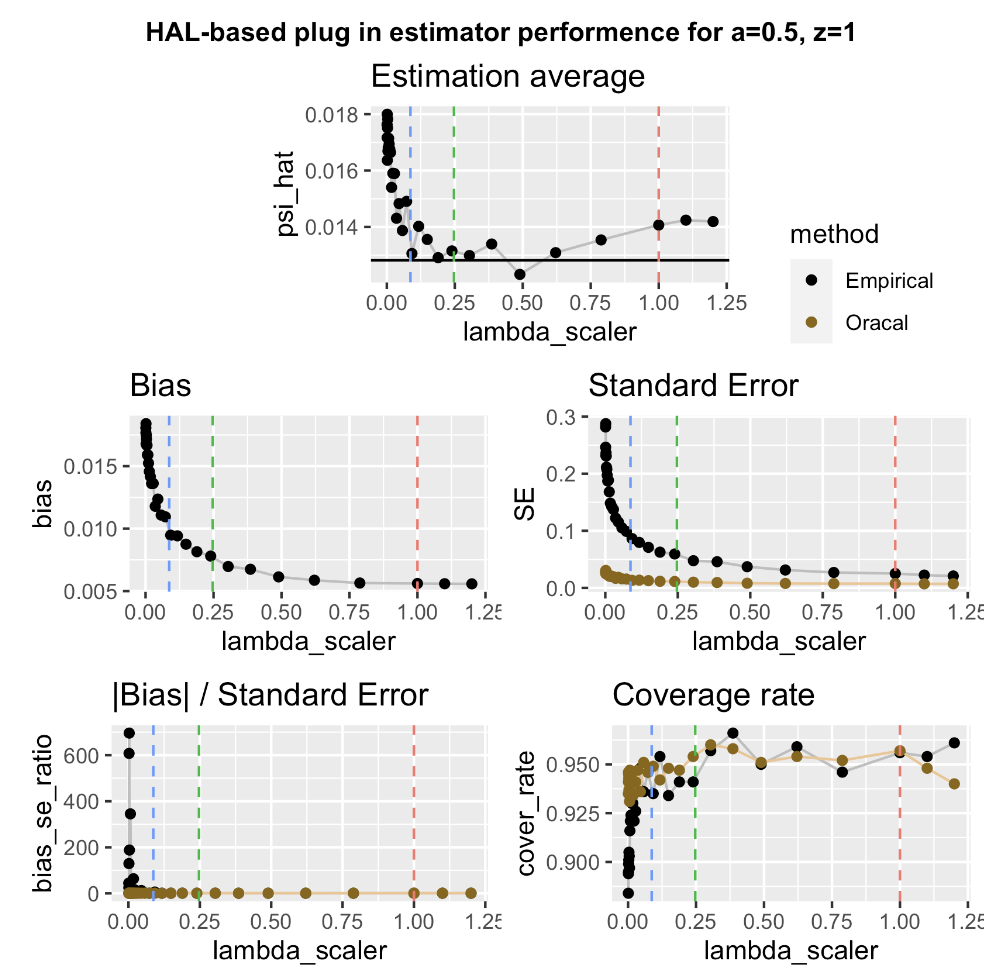 HAL-based plug in estimator performence for a=0.5, z=1
Estimation average
0.018
0.016
0.014
psi_hat
0.00 0.25 0.50 0.75 1.00 1.25
lambda_scaler
method
Empirical
Oracal
Bias
0.015
0.010
0.005
bias
0.00 0.25 0.50 0.75 1.00 1.25
lambda_scaler
Standard Error
0.3
0.2
0.1
0.0
SE
0.00 0.25 0.50 0.75 1.00 1.25
lambda_scaler
|Bias| / Standard Error
600
400
200
0
bias_se_ratio
0.00 0.25 0.50 0.75 1.00 1.25
lambda_scaler
Coverage rate
0.950
0.925
0.900
cover_rate
0.00 0.25 0.50 0.75 1.00 1.25
lambda_scaler